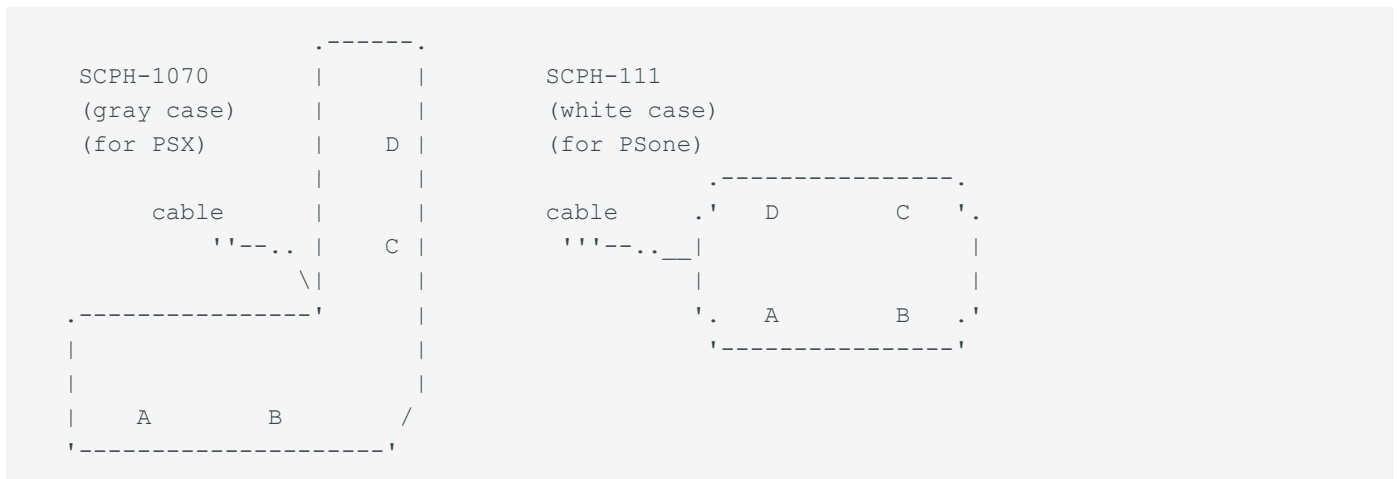 SCPH-1070 SCPH-111
(gray case) (white case)
(for PSX) D (for PSone)
cable cable D C
C
A B
A B